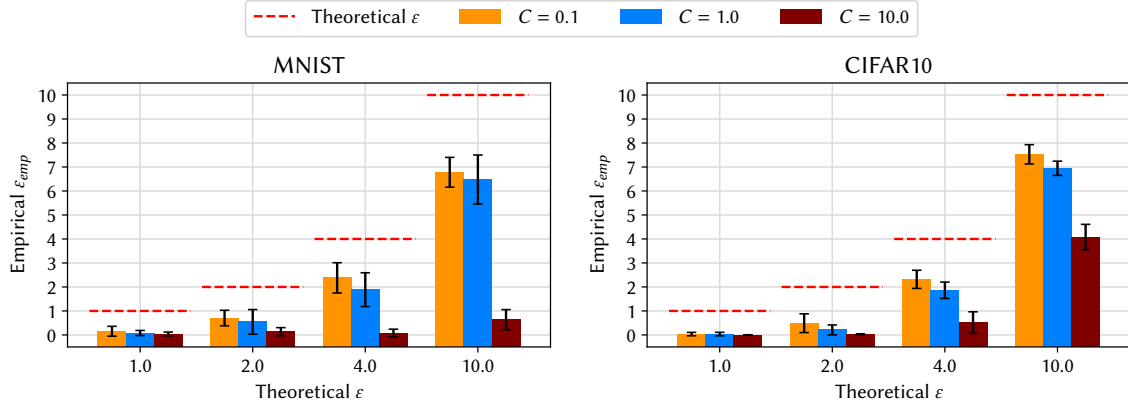 Theoretical ε C = 0.1 C = 1.0 C = 10.0
MNIST
10
9
8
7
6
5
4
3
2
1
0
Empirical ε_emp
1.0 2.0 4.0 10.0
Theoretical ε
CIFAR10
10
9
8
7
6
5
4
3
2
1
0
Empirical ε_emp
1.0 2.0 4.0 10.0
Theoretical ε